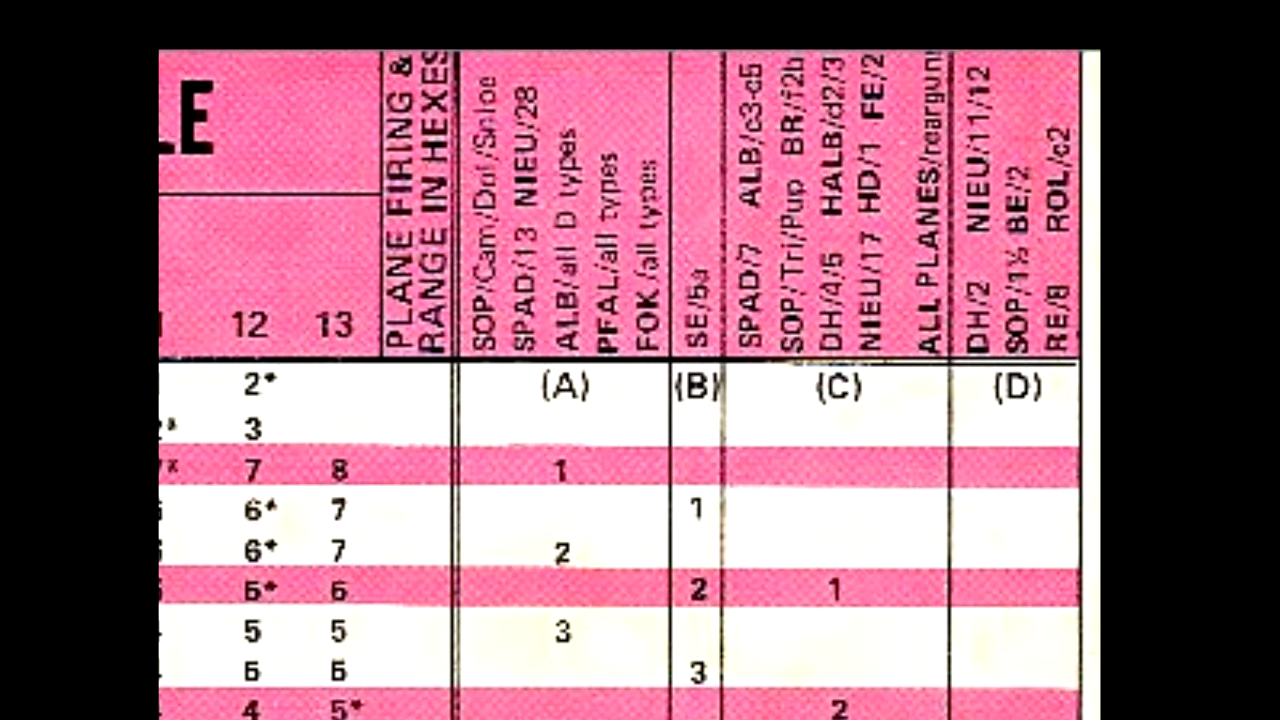 LE
12 13
PLANE FIRING &
RANGE IN HEXES
SOP/Cam/Dol/Snipe
SPAD/13 NIEU/28
ALB/all D types
PFAL/all types
FOK/all types
SE/5a
SPAD/7 ALB/c3-c5
SOP/Tri/Pup BR/f2b
DH/4/5 HALB/d2/3
NIEU/17 HD/1 FE/2
ALL PLANES/reargun
DH/2 NIEU/11/12
SOP/1½ BE/2
RE/8 ROL/c2
2* (A) (B) (C) (D)
3
7 8 1
6* 7 1
6* 7 2
6* 6 2 1
5 5 3
5 5 3
4 5* 2